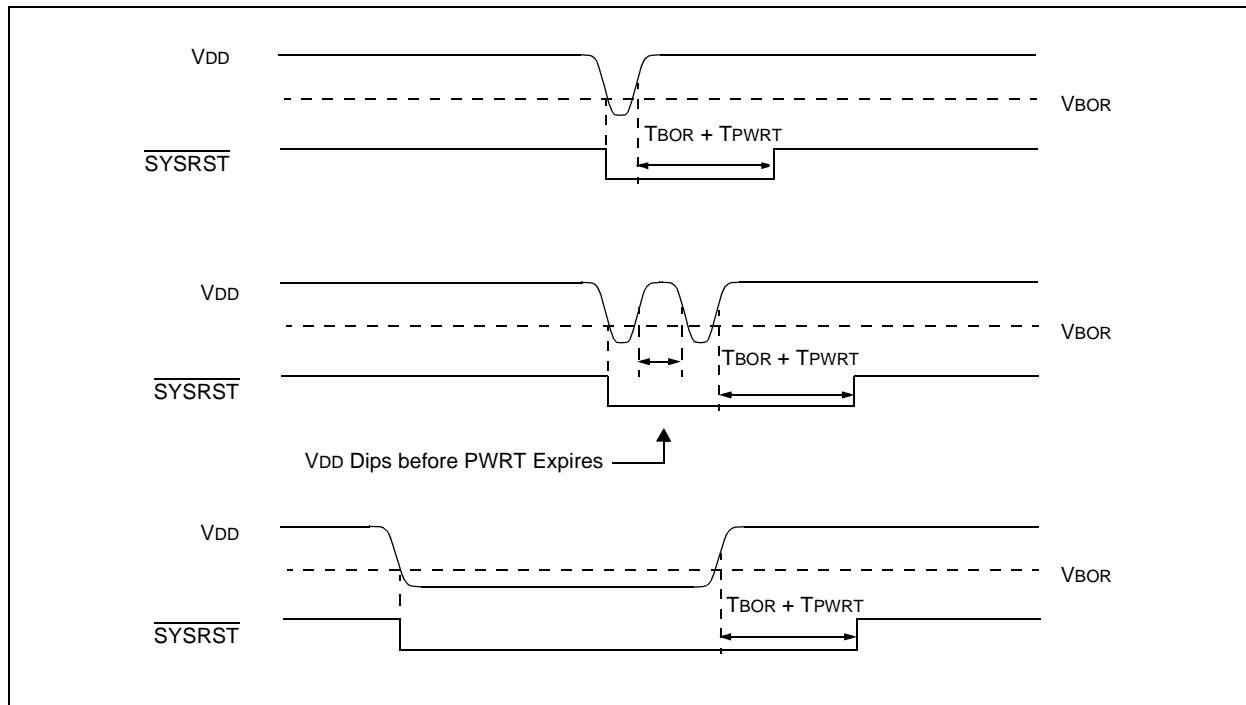 VDD
VBOR
TBOR + TPWRT
SYSRST
VDD
VBOR
TBOR + TPWRT
SYSRST
VDD Dips before PWRT Expires
VDD
VBOR
TBOR + TPWRT
SYSRST